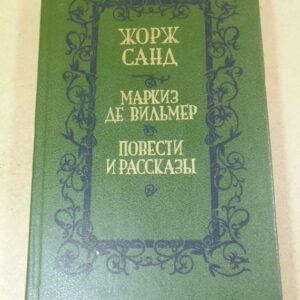 ЖОРЖ
САНД
МАРКИЗ
ДЕ ВИЛЬМЕР
ПОВЕСТИ
И РАССКАЗЫ